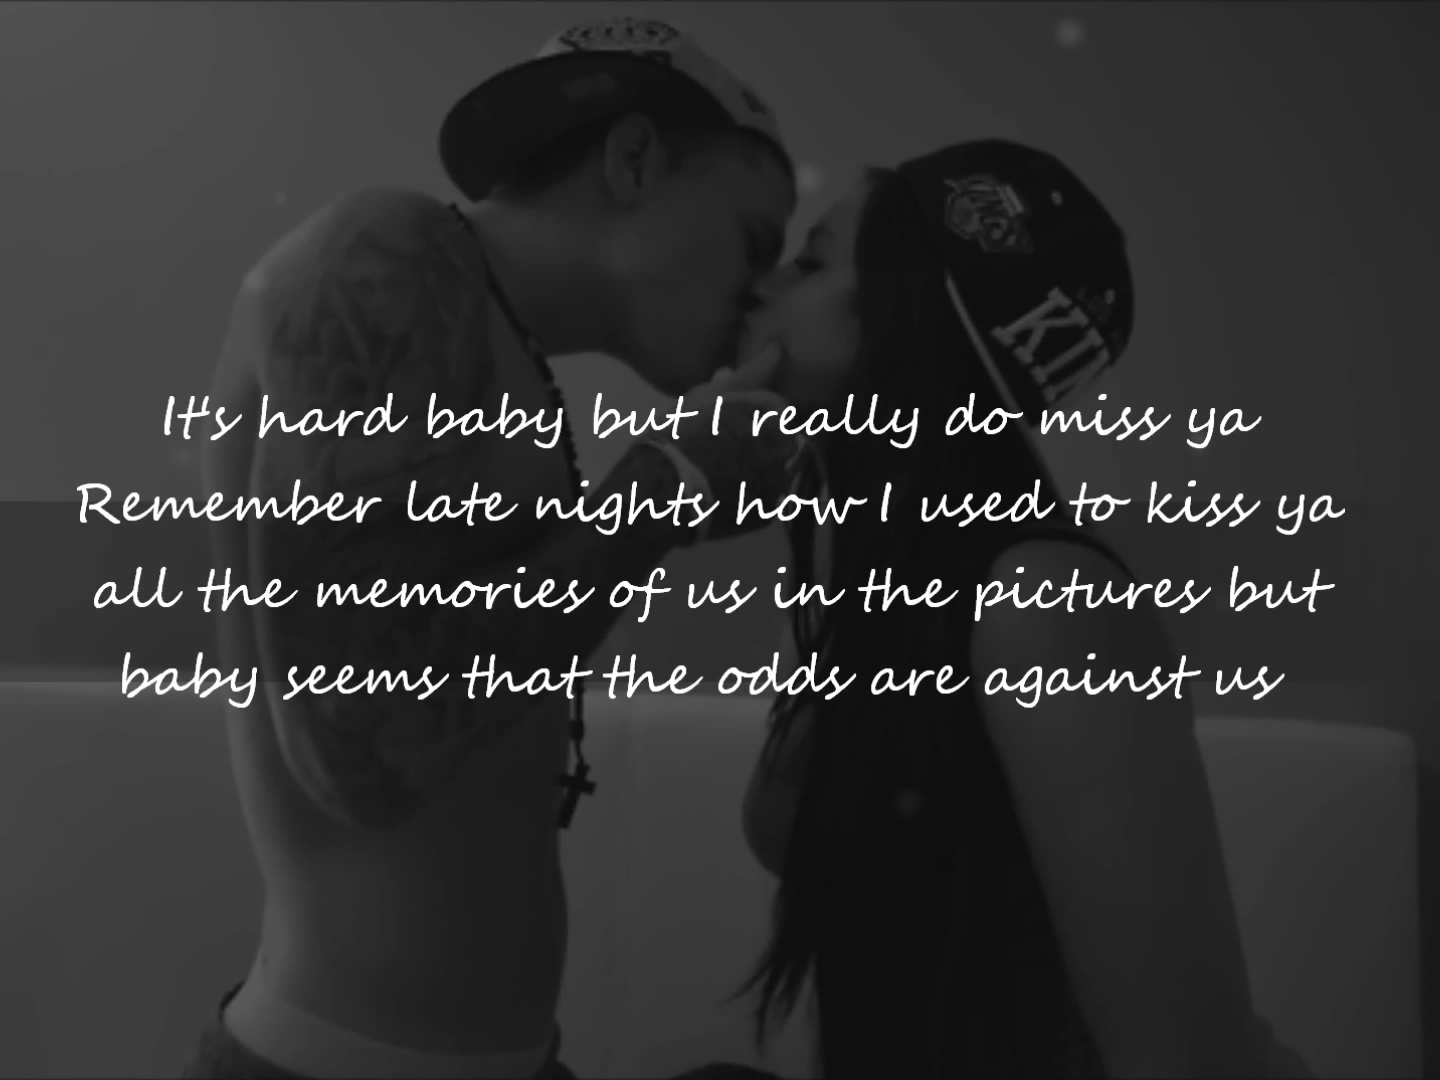 It's hard baby but I really do miss ya
Remember late nights how I used to kiss ya
all the memories of us in the pictures but
baby seems that the odds are against us
KIN